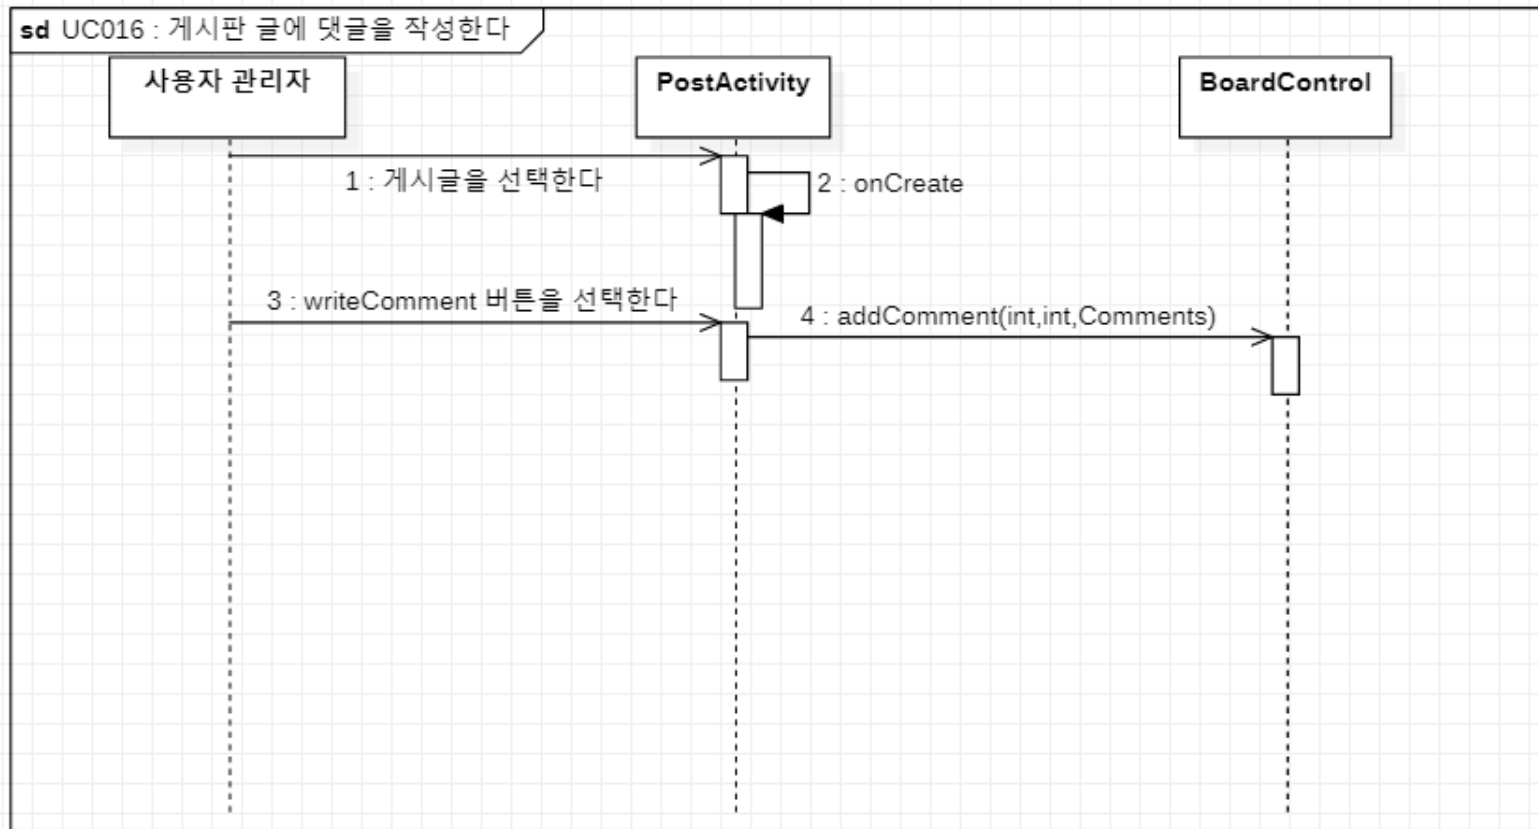 sd UC016 : 게시판 글에 댓글을 작성한다
사용자 관리자
PostActivity
BoardControl
1 : 게시글을 선택한다
2 : onCreate
3 : writeComment 버튼을 선택한다
4 : addComment(int,int,Comments)